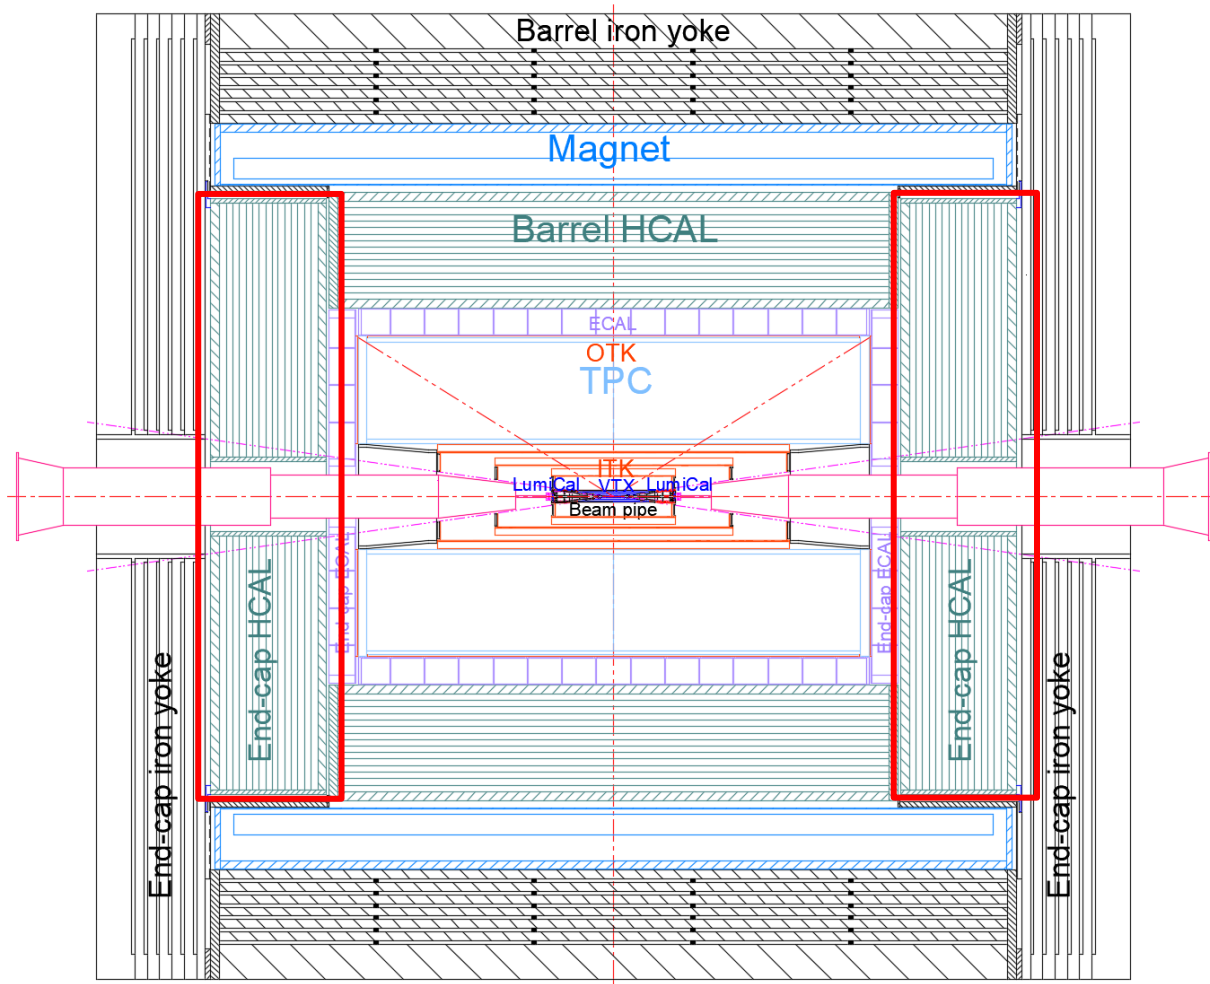 Barrel iron yoke
Magnet
Barrel HCAL
ECAL
OTK
TPC
ITK
LumiCal VTX LumiCal
Beam pipe
End-cap HCAL
End-cap ECAL
End-cap ECAL
End-cap HCAL
End-cap iron yoke
End-cap iron yoke